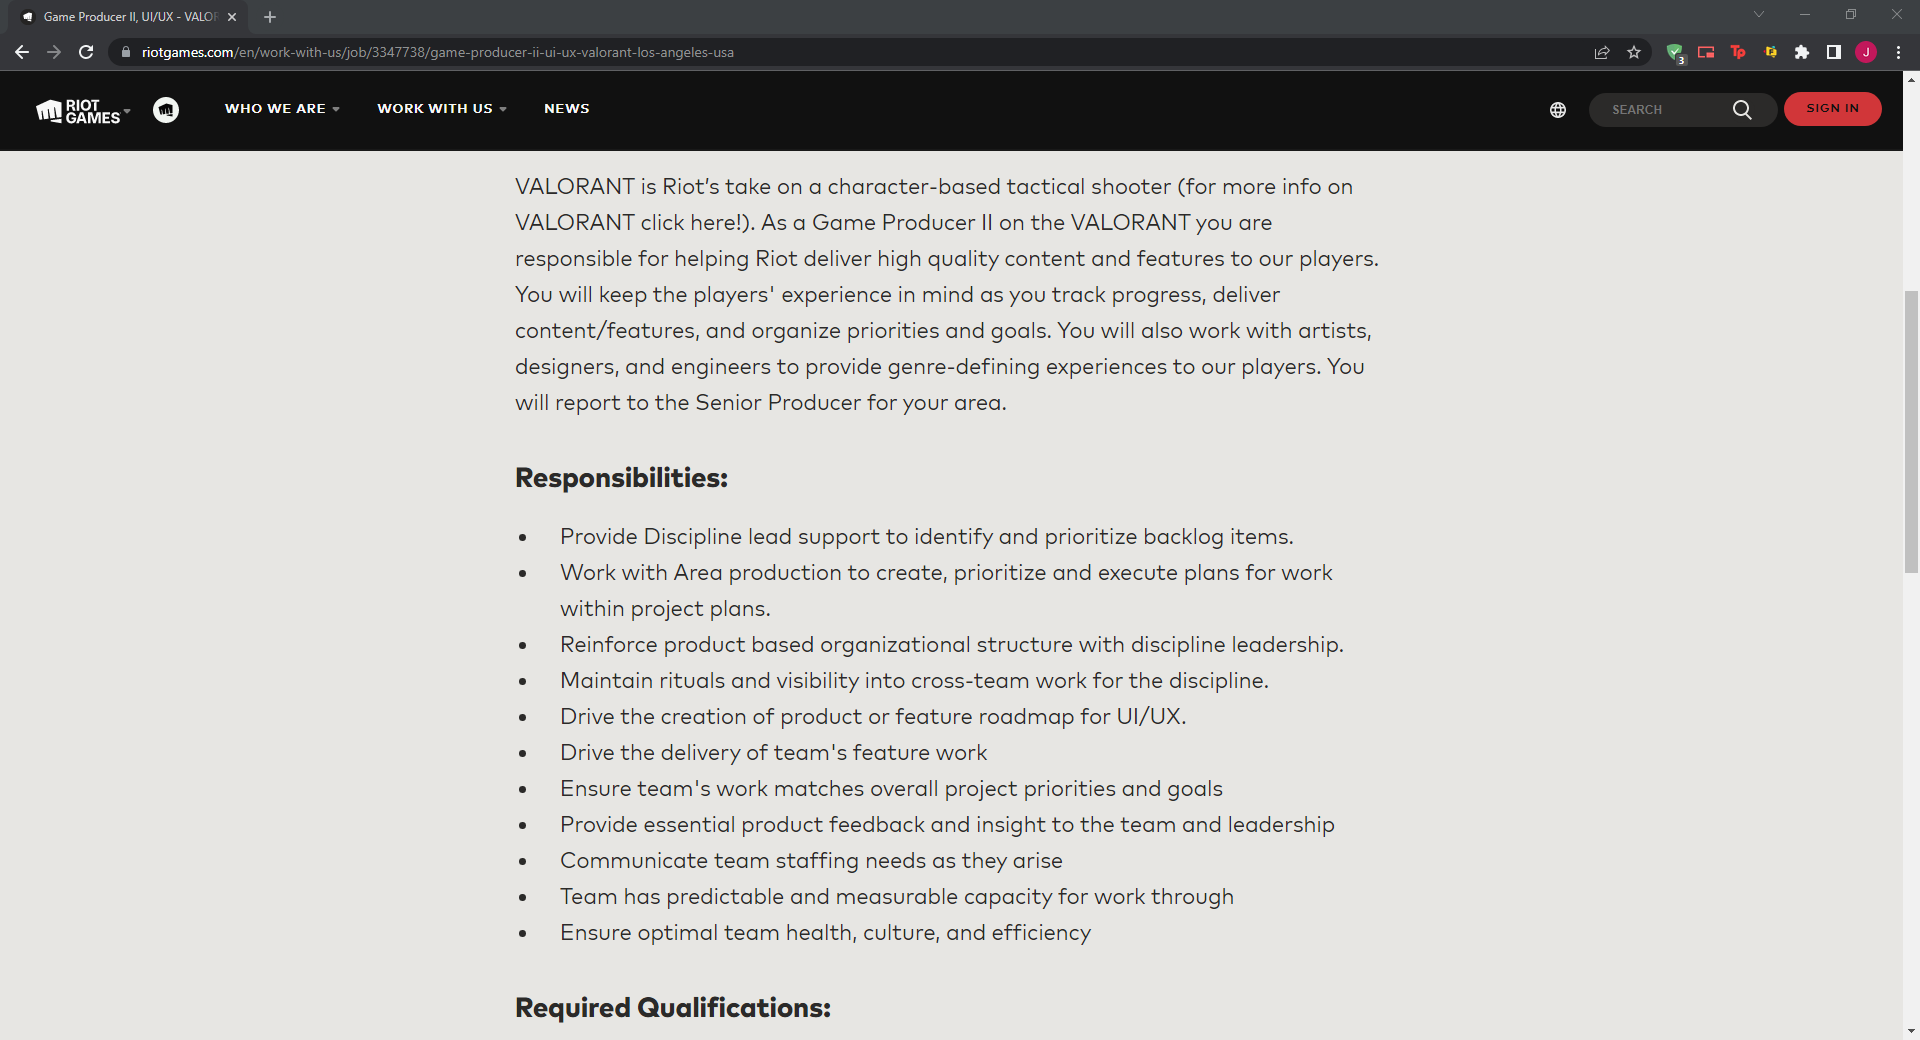 Game Producer II, UI/UX - VALOR
riotgames.com/en/work-with-us/job/3347738/game-producer-ii-ui-ux-valorant-los-angeles-usa
3
Tp
J
RIOT GAMES
WHO WE ARE
WORK WITH US
NEWS
SEARCH
SIGN IN
VALORANT is Riot’s take on a character-based tactical shooter (for more info on
VALORANT click here!). As a Game Producer II on the VALORANT you are
responsible for helping Riot deliver high quality content and features to our players.
You will keep the players' experience in mind as you track progress, deliver
content/features, and organize priorities and goals. You will also work with artists,
designers, and engineers to provide genre-defining experiences to our players. You
will report to the Senior Producer for your area.
Responsibilities:
• Provide Discipline lead support to identify and prioritize backlog items.
• Work with Area production to create, prioritize and execute plans for work
within project plans.
• Reinforce product based organizational structure with discipline leadership.
• Maintain rituals and visibility into cross-team work for the discipline.
• Drive the creation of product or feature roadmap for UI/UX.
• Drive the delivery of team's feature work
• Ensure team's work matches overall project priorities and goals
• Provide essential product feedback and insight to the team and leadership
• Communicate team staffing needs as they arise
• Team has predictable and measurable capacity for work through
• Ensure optimal team health, culture, and efficiency
Required Qualifications: